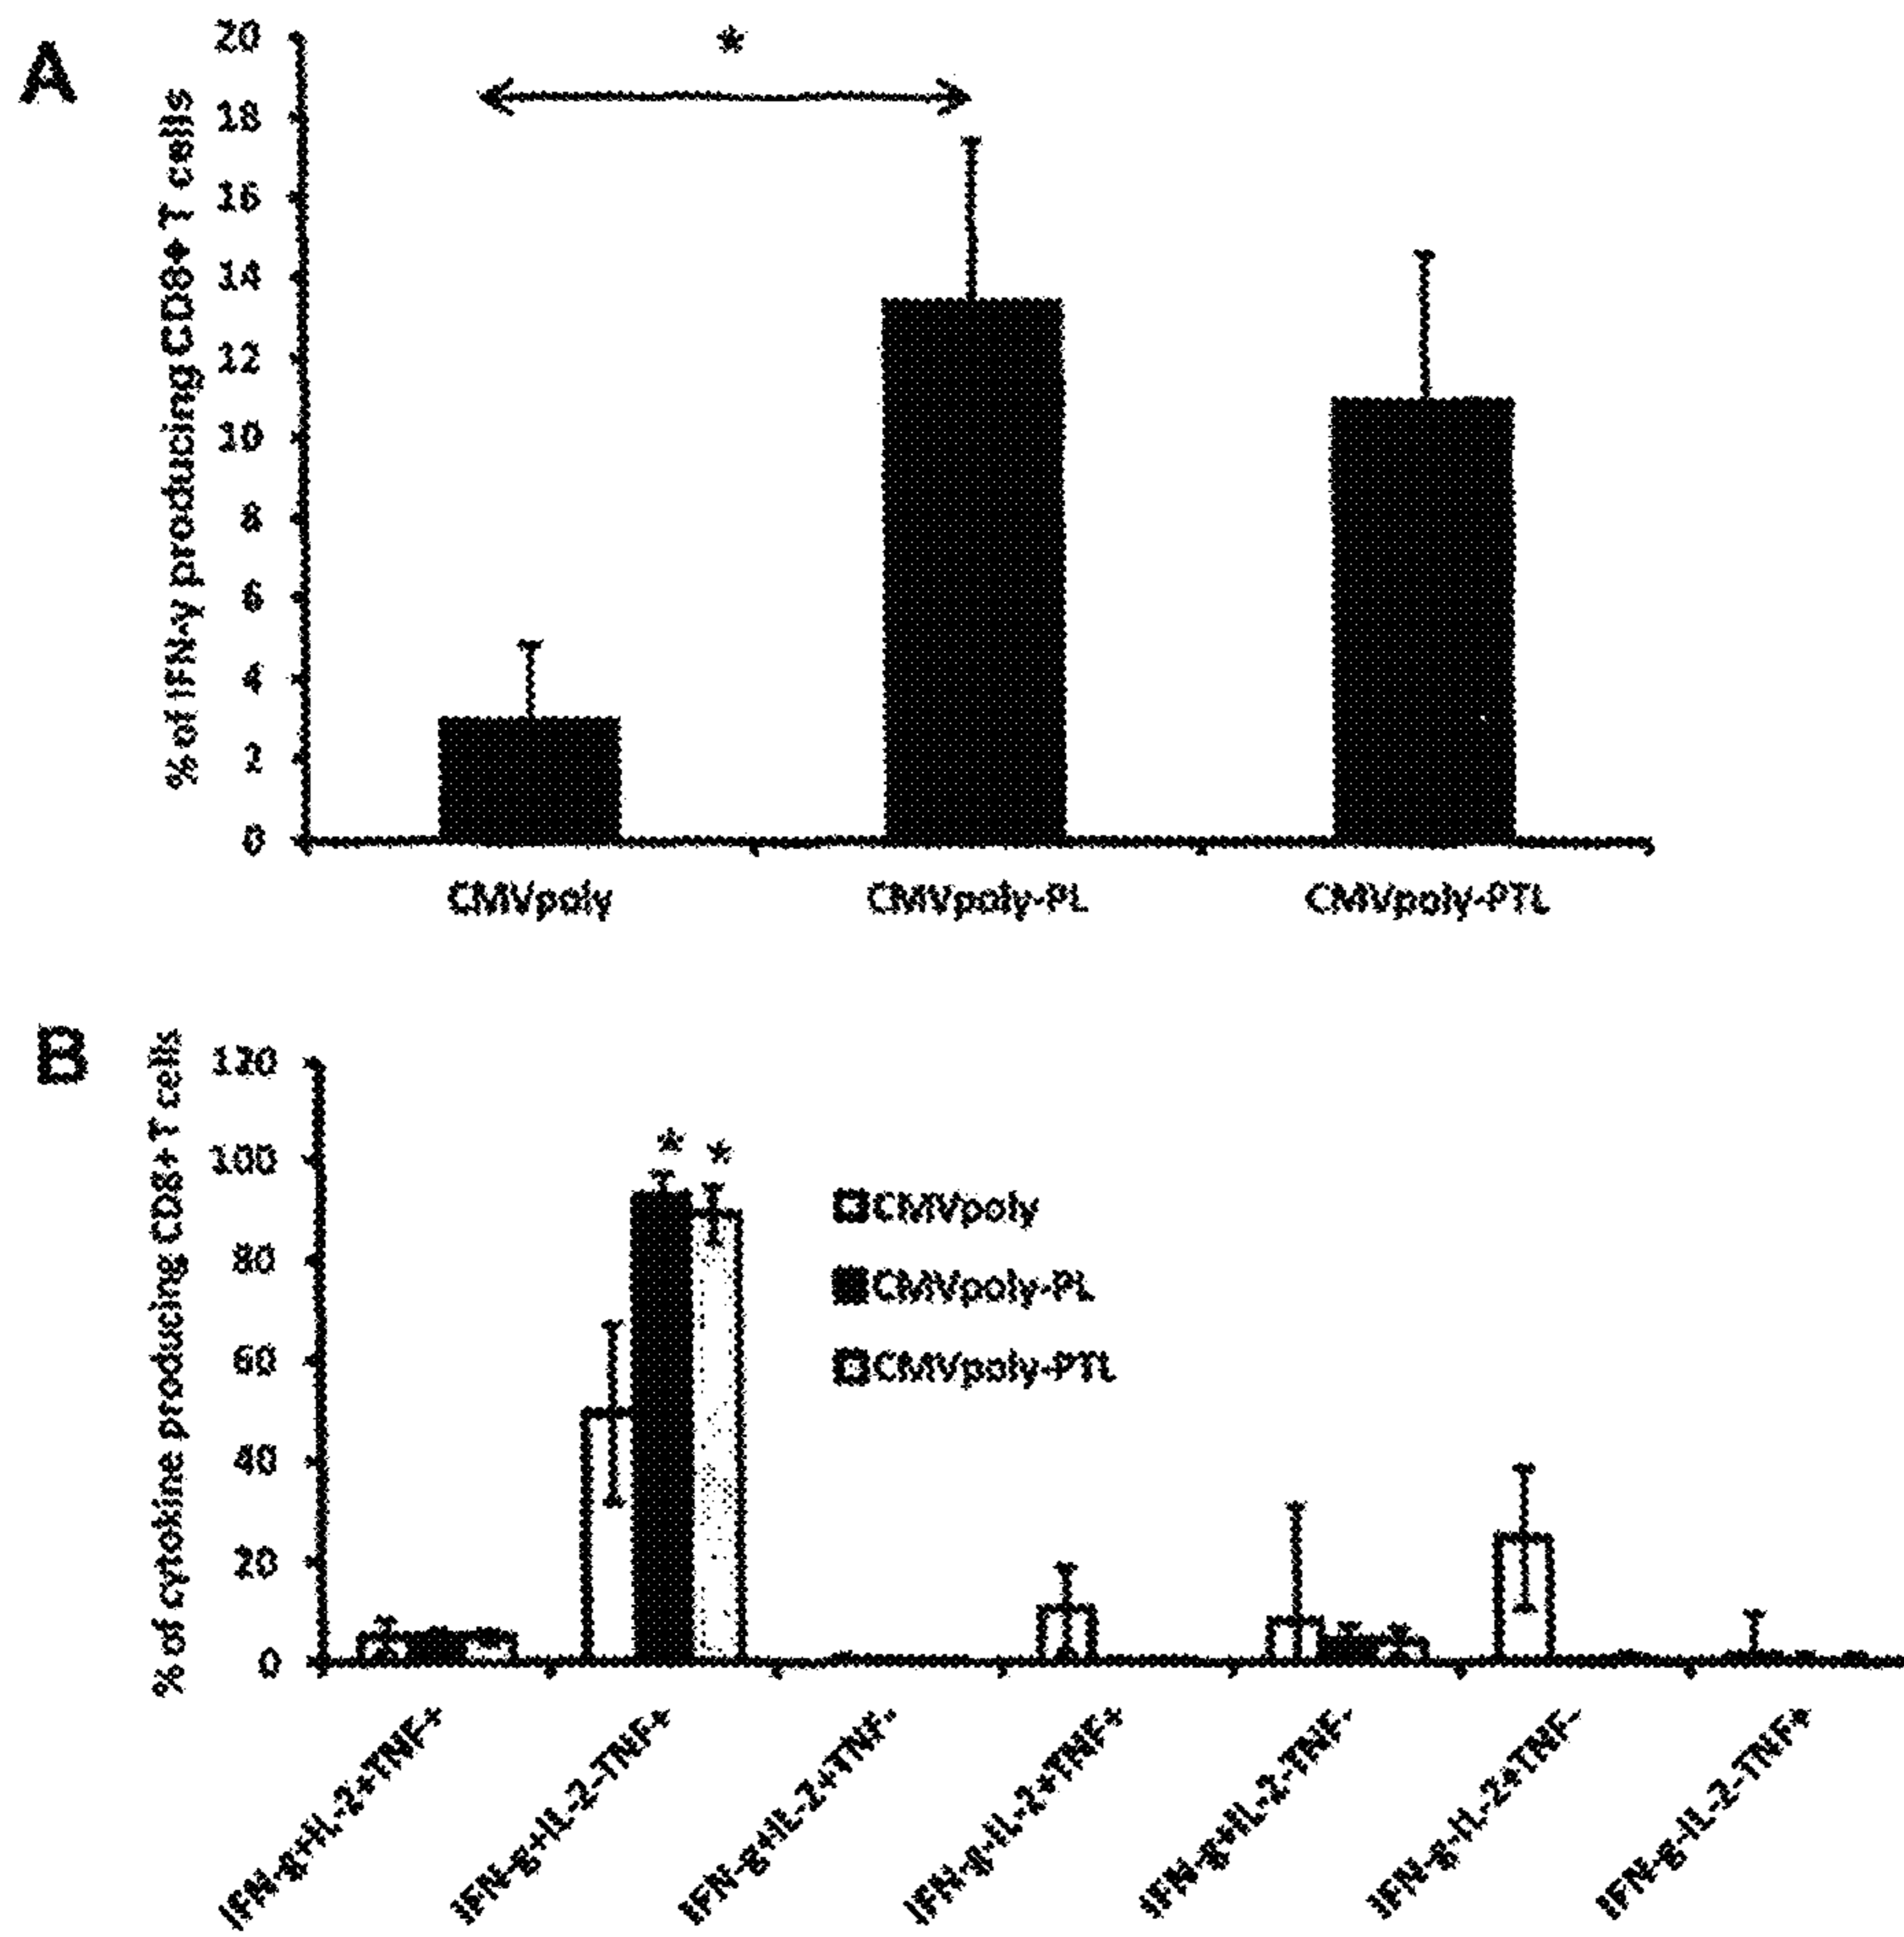 A
*
% of IFN-γ producing CD8+ T cells
20
18
16
14
12
10
8
6
4
2
0
CMVpoly
CMVpoly-PL
CMVpoly-PTL
B
% of cytokine producing CD8+ T cells
120
100
80
60
40
20
0
* *
CMVpoly
CMVpoly-PL
CMVpoly-PTL
IFN-g+IL-2+TNF+
IFN-g+IL-2-TNF+
IFN-g+IL-2+TNF-
IFN-g-IL-2+TNF+
IFN-g+IL-2-TNF-
IFN-g-IL-2+TNF-
IFN-g-IL-2-TNF+